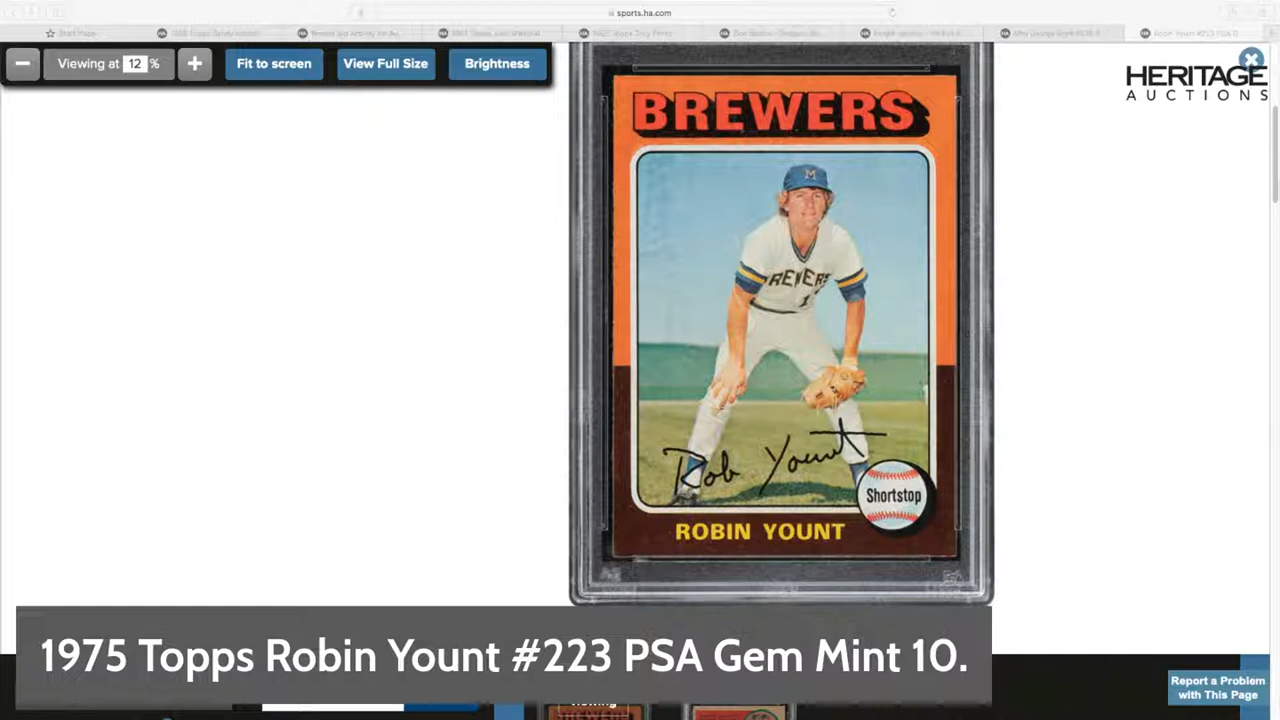 sports.ha.com
Viewing at 12 %
Fit to screen
View Full Size
Brightness
HERITAGE
AUCTIONS
BREWERS
M
BREWERS
Rob Yount
Shortstop
ROBIN YOUNT
1975 Topps Robin Yount #223 PSA Gem Mint 10.
Report a Problem
with This Page